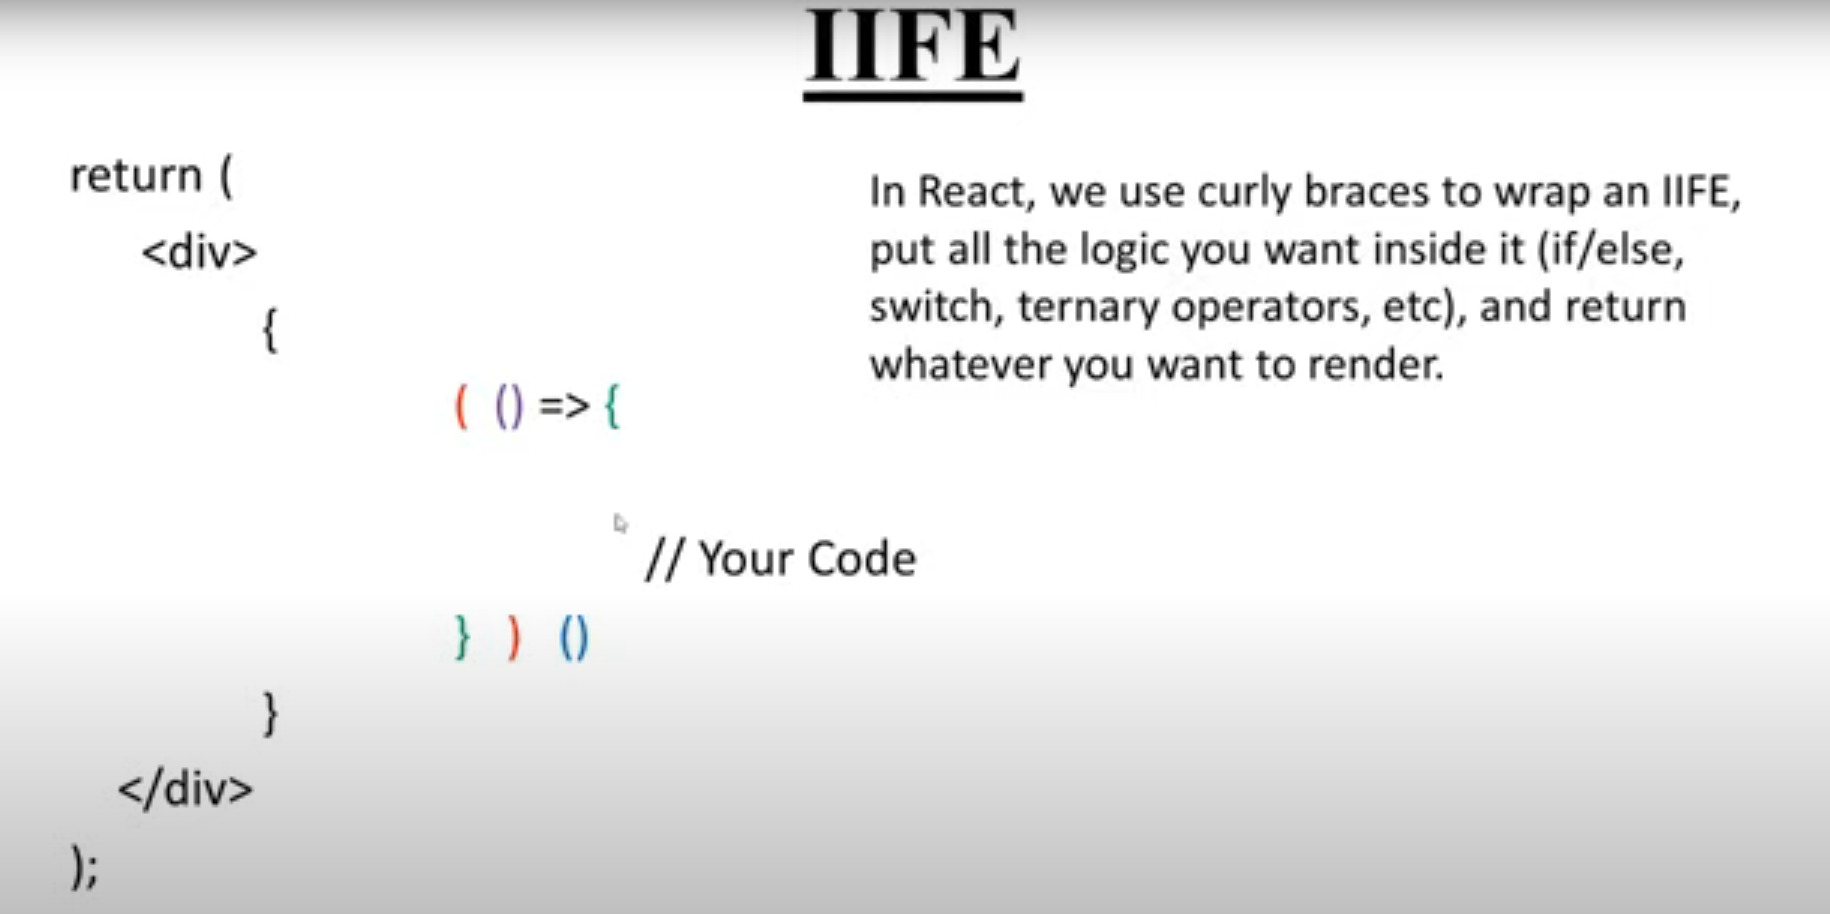 IIFE
return (
<div>
{
( () => {
// Your Code
} ) ()
}
</div>
);
In React, we use curly braces to wrap an IIFE,
put all the logic you want inside it (if/else,
switch, ternary operators, etc), and return
whatever you want to render.